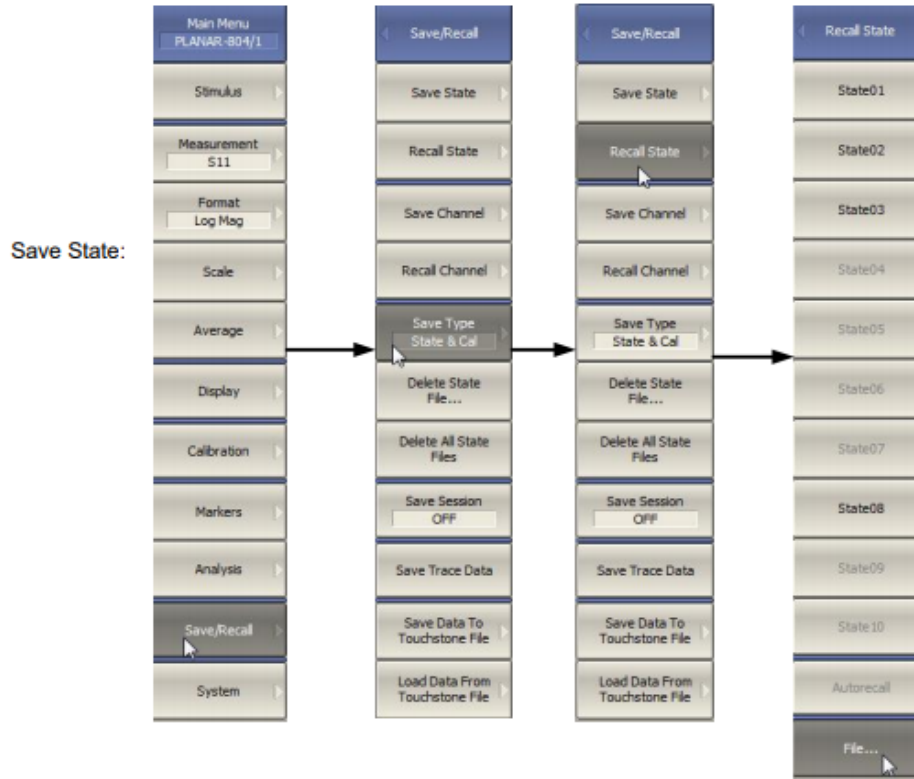 Save State:
Main Menu
PLANAR-804/1
Stimulus
Measurement
S11
Format
Log Mag
Scale
Average
Display
Calibration
Markers
Analysis
Save/Recall
System
Save/Recall
Save State
Recall State
Save Channel
Recall Channel
Save Type
State & Cal
Delete State
File...
Delete All State
Files
Save Session
OFF
Save Trace Data
Save Data To
Touchstone File
Load Data From
Touchstone File
Save/Recall
Save State
Recall State
Save Channel
Recall Channel
Save Type
State & Cal
Delete State
File...
Delete All State
Files
Save Session
OFF
Save Trace Data
Save Data To
Touchstone File
Load Data From
Touchstone File
Recall State
State01
State02
State03
State04
State05
State06
State07
State08
State09
State10
Autorecall
File...